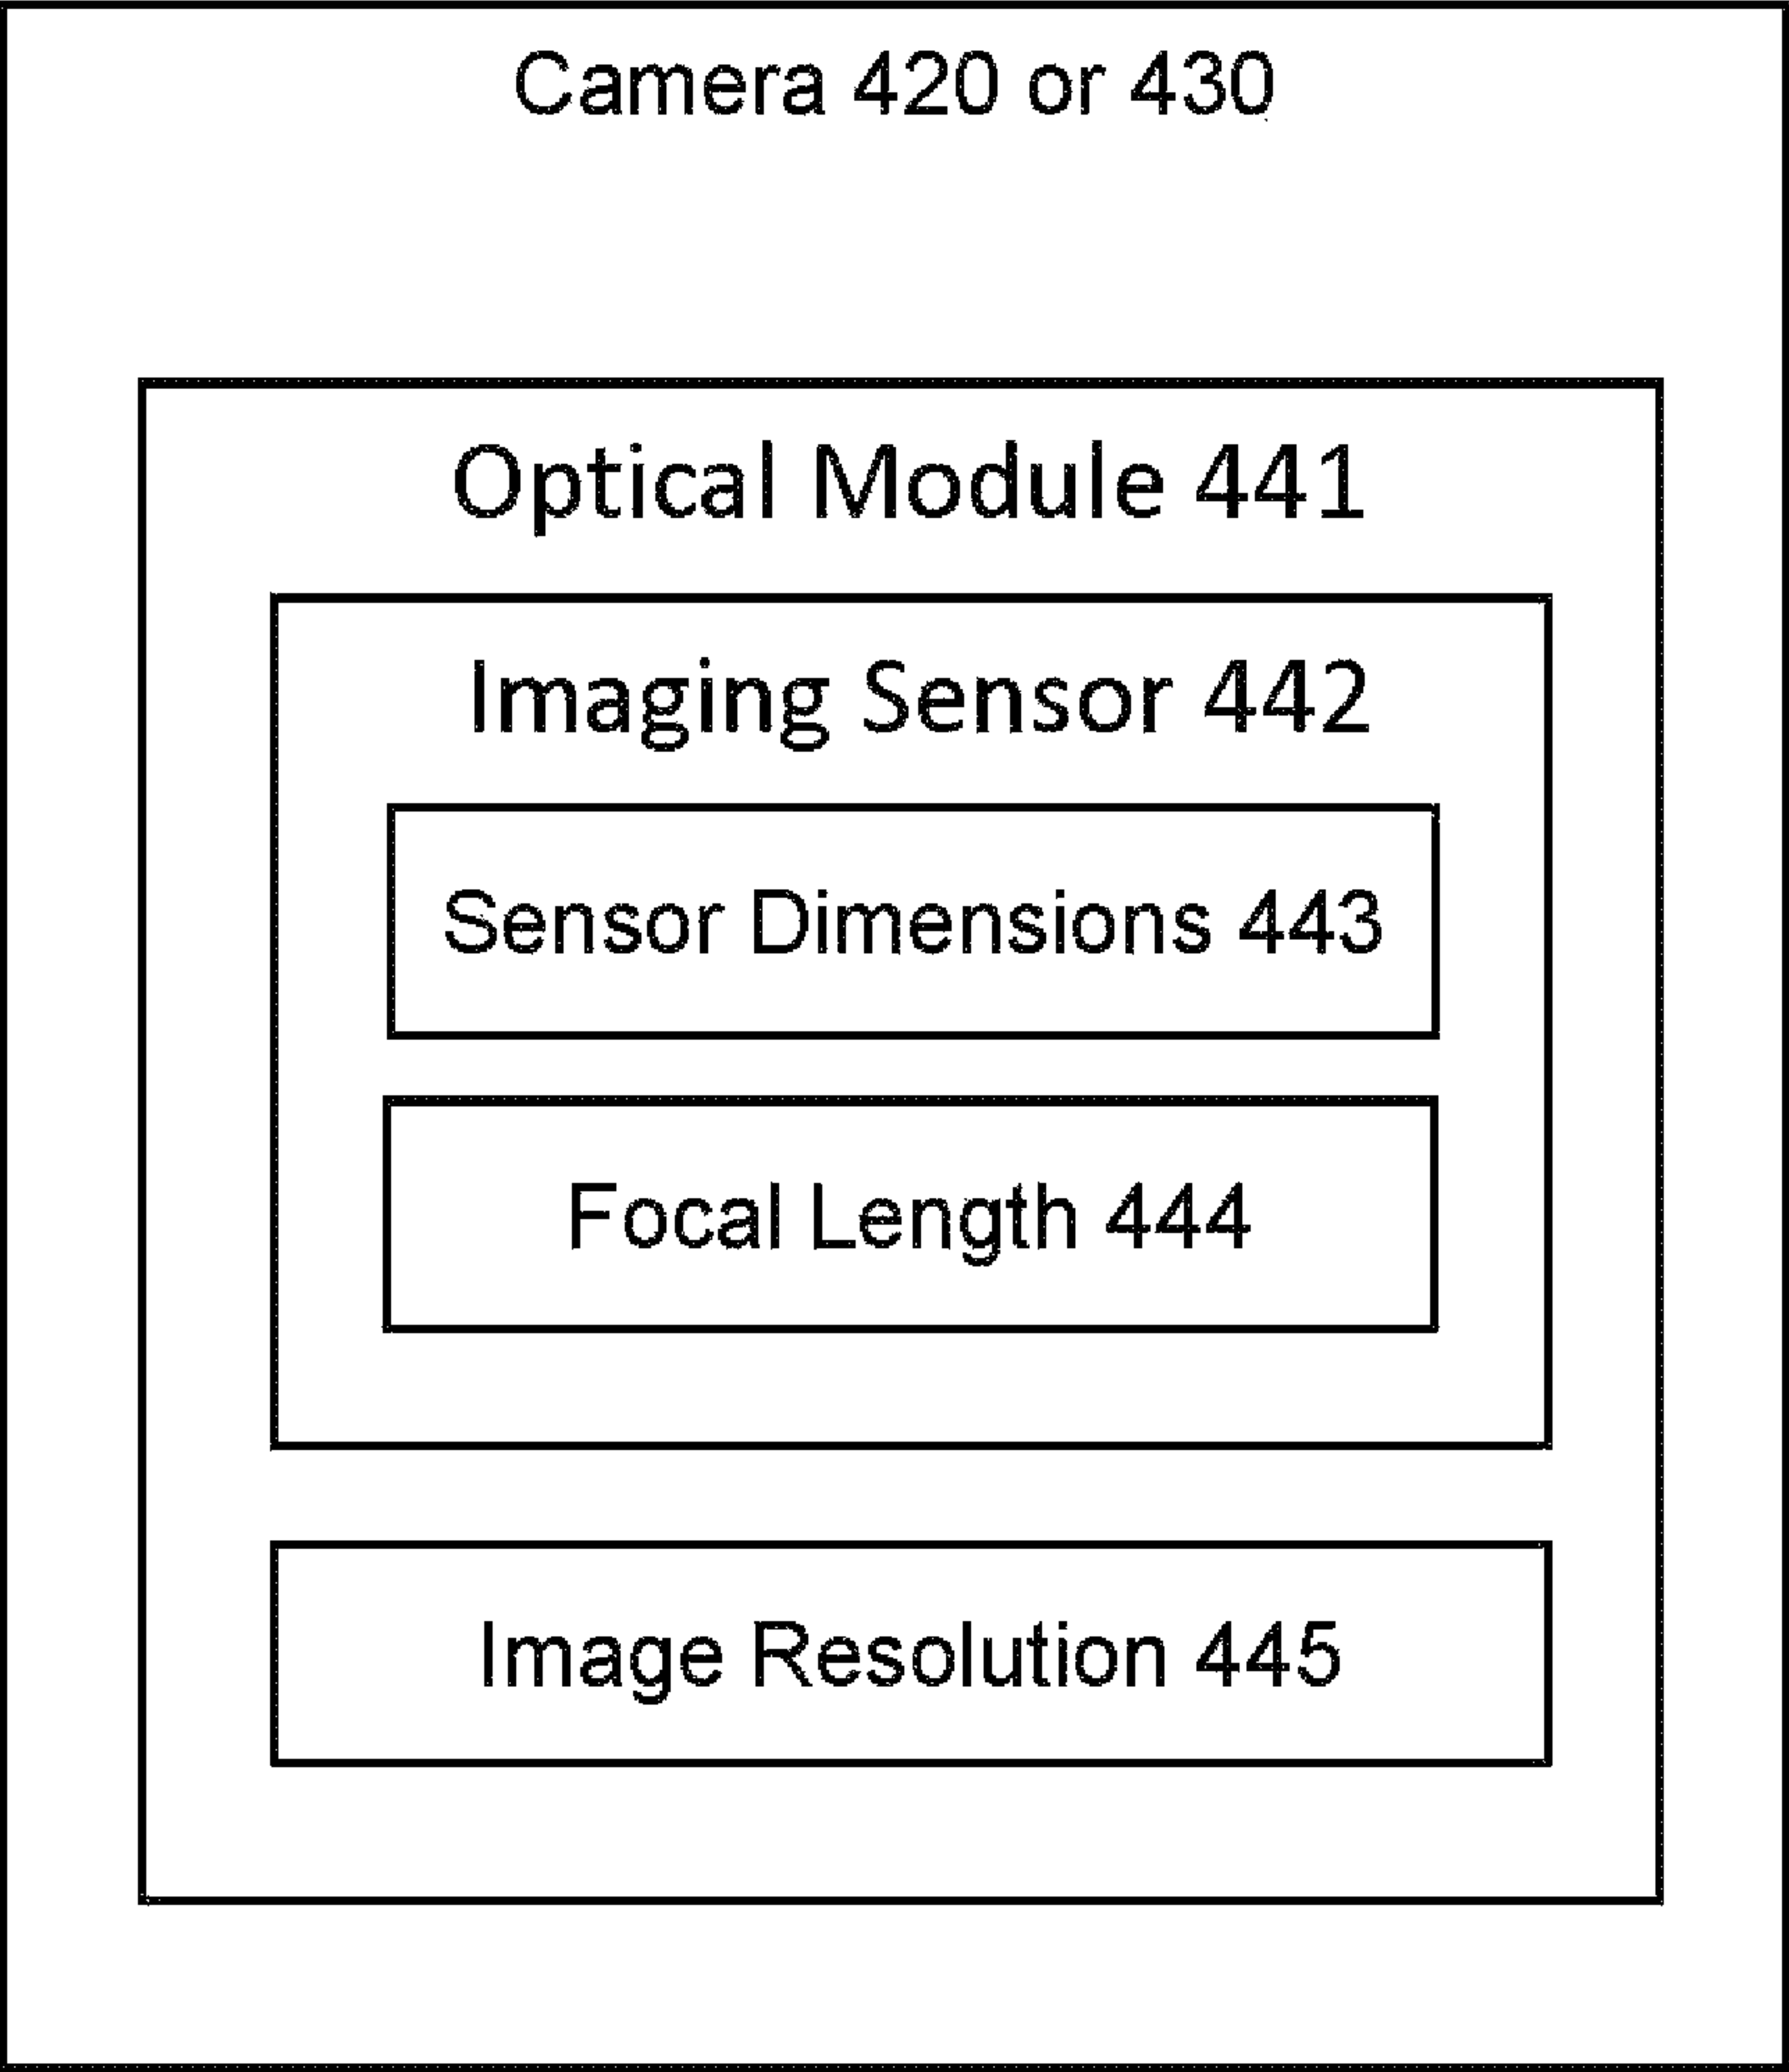 Camera 420 or 430
Optical Module 441
Imaging Sensor 442
Sensor Dimensions 443
Focal Length 444
Image Resolution 445